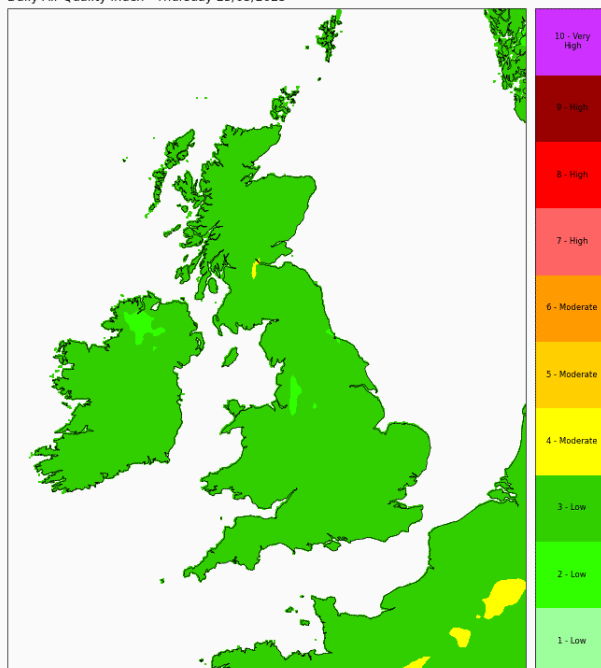 10 - Very
High
9 - High
8 - High
7 - High
6 - Moderate
5 - Moderate
4 - Moderate
3 - Low
2 - Low
1 - Low